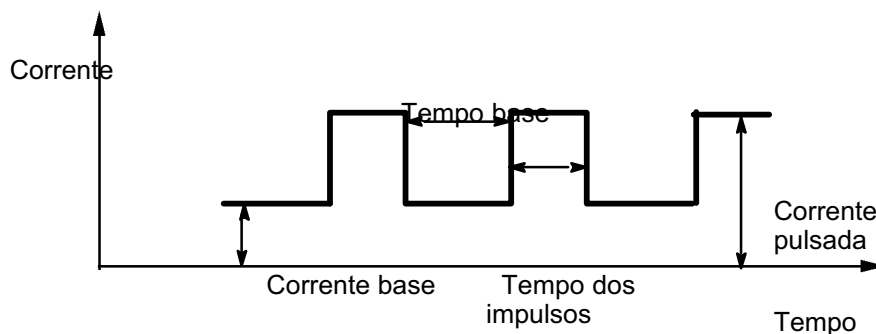 Corrente
Tempo base
Corrente
pulsada
Corrente base
Tempo dos
impulsos
Tempo